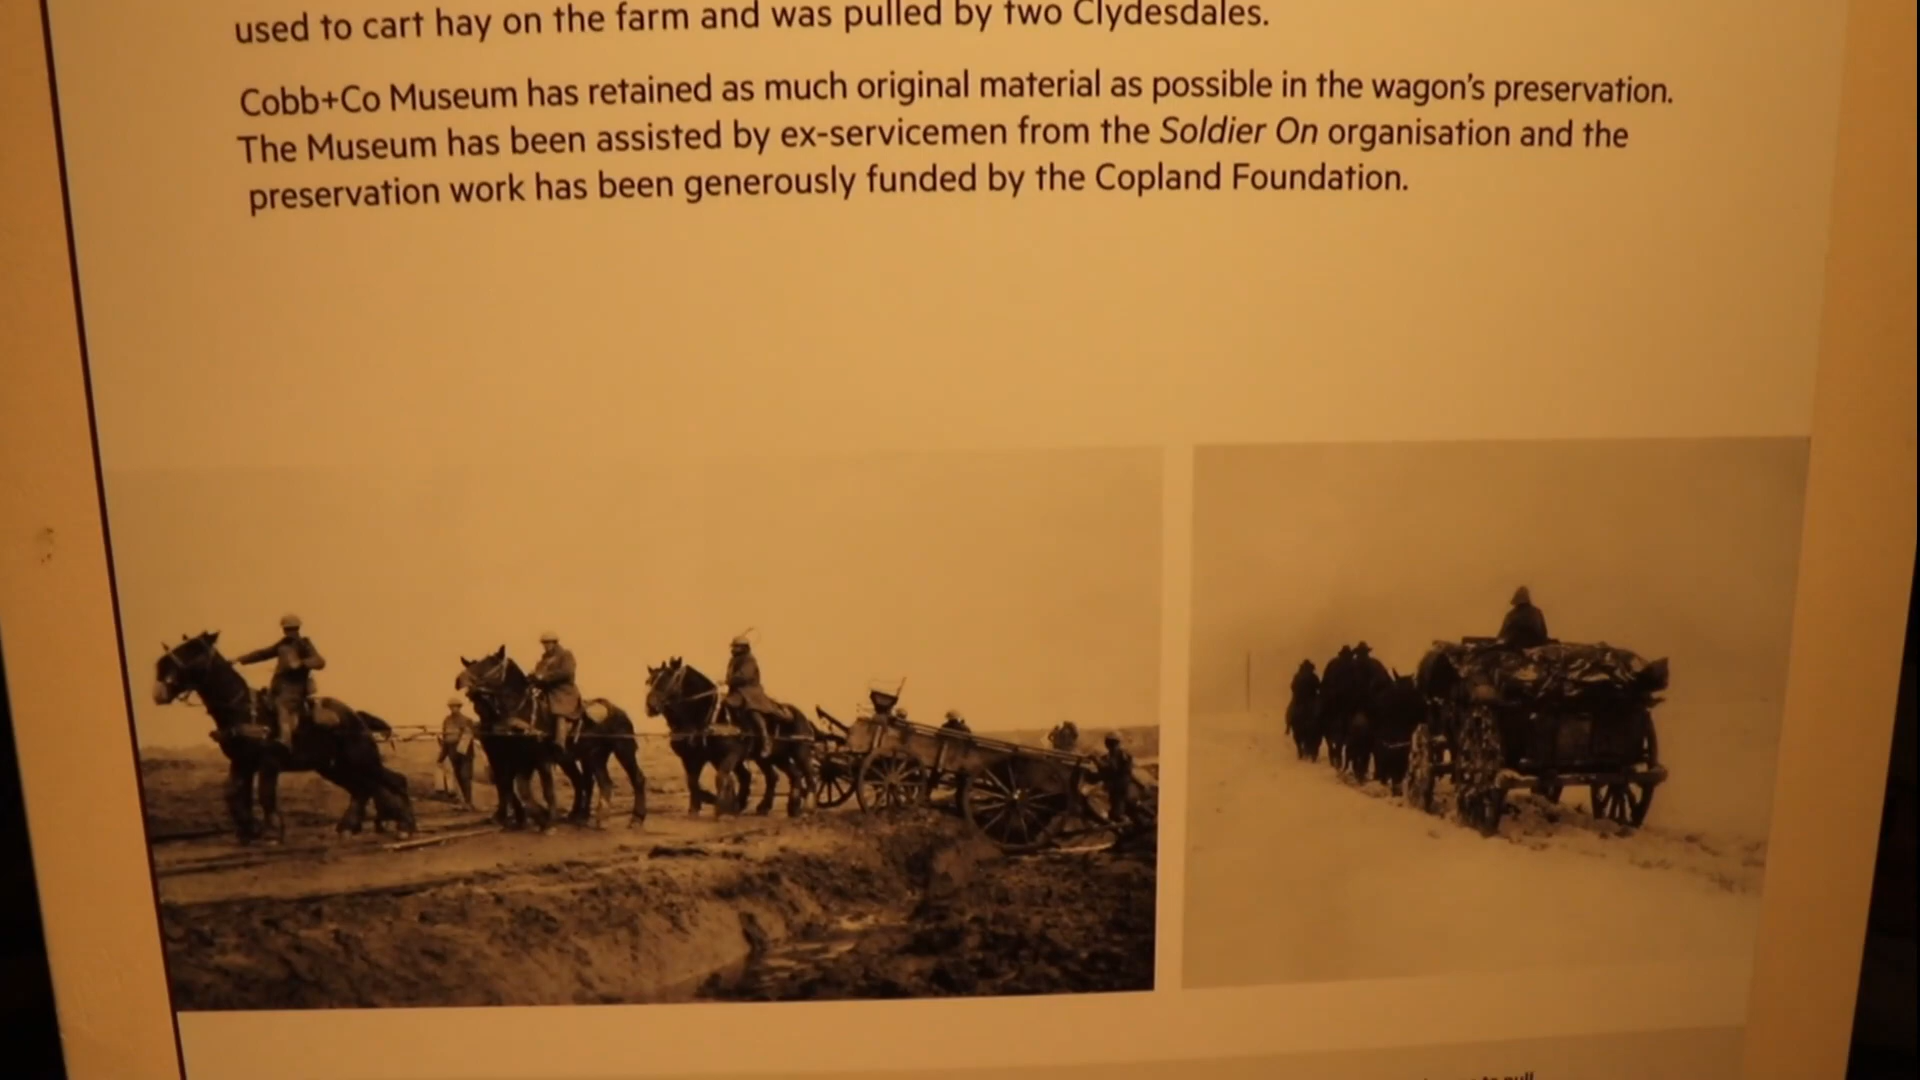 used to cart hay on the farm and was pulled by two Clydesdales.
Cobb+Co Museum has retained as much original material as possible in the wagon's preservation.
The Museum has been assisted by ex-servicemen from the Soldier On organisation and the
preservation work has been generously funded by the Copland Foundation.